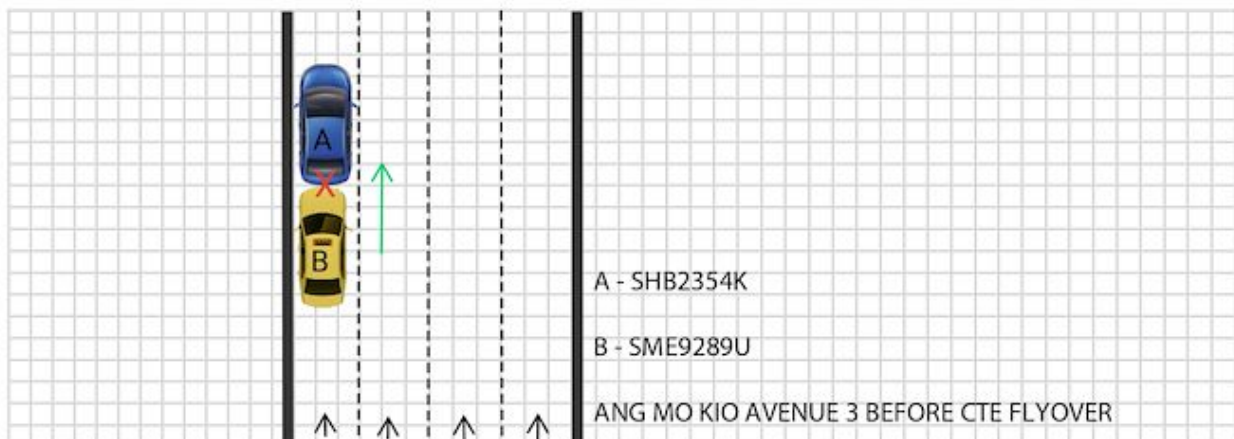 A
B
A - SHB2354K
B - SME9289U
ANG MO KIO AVENUE 3 BEFORE CTE FLYOVER